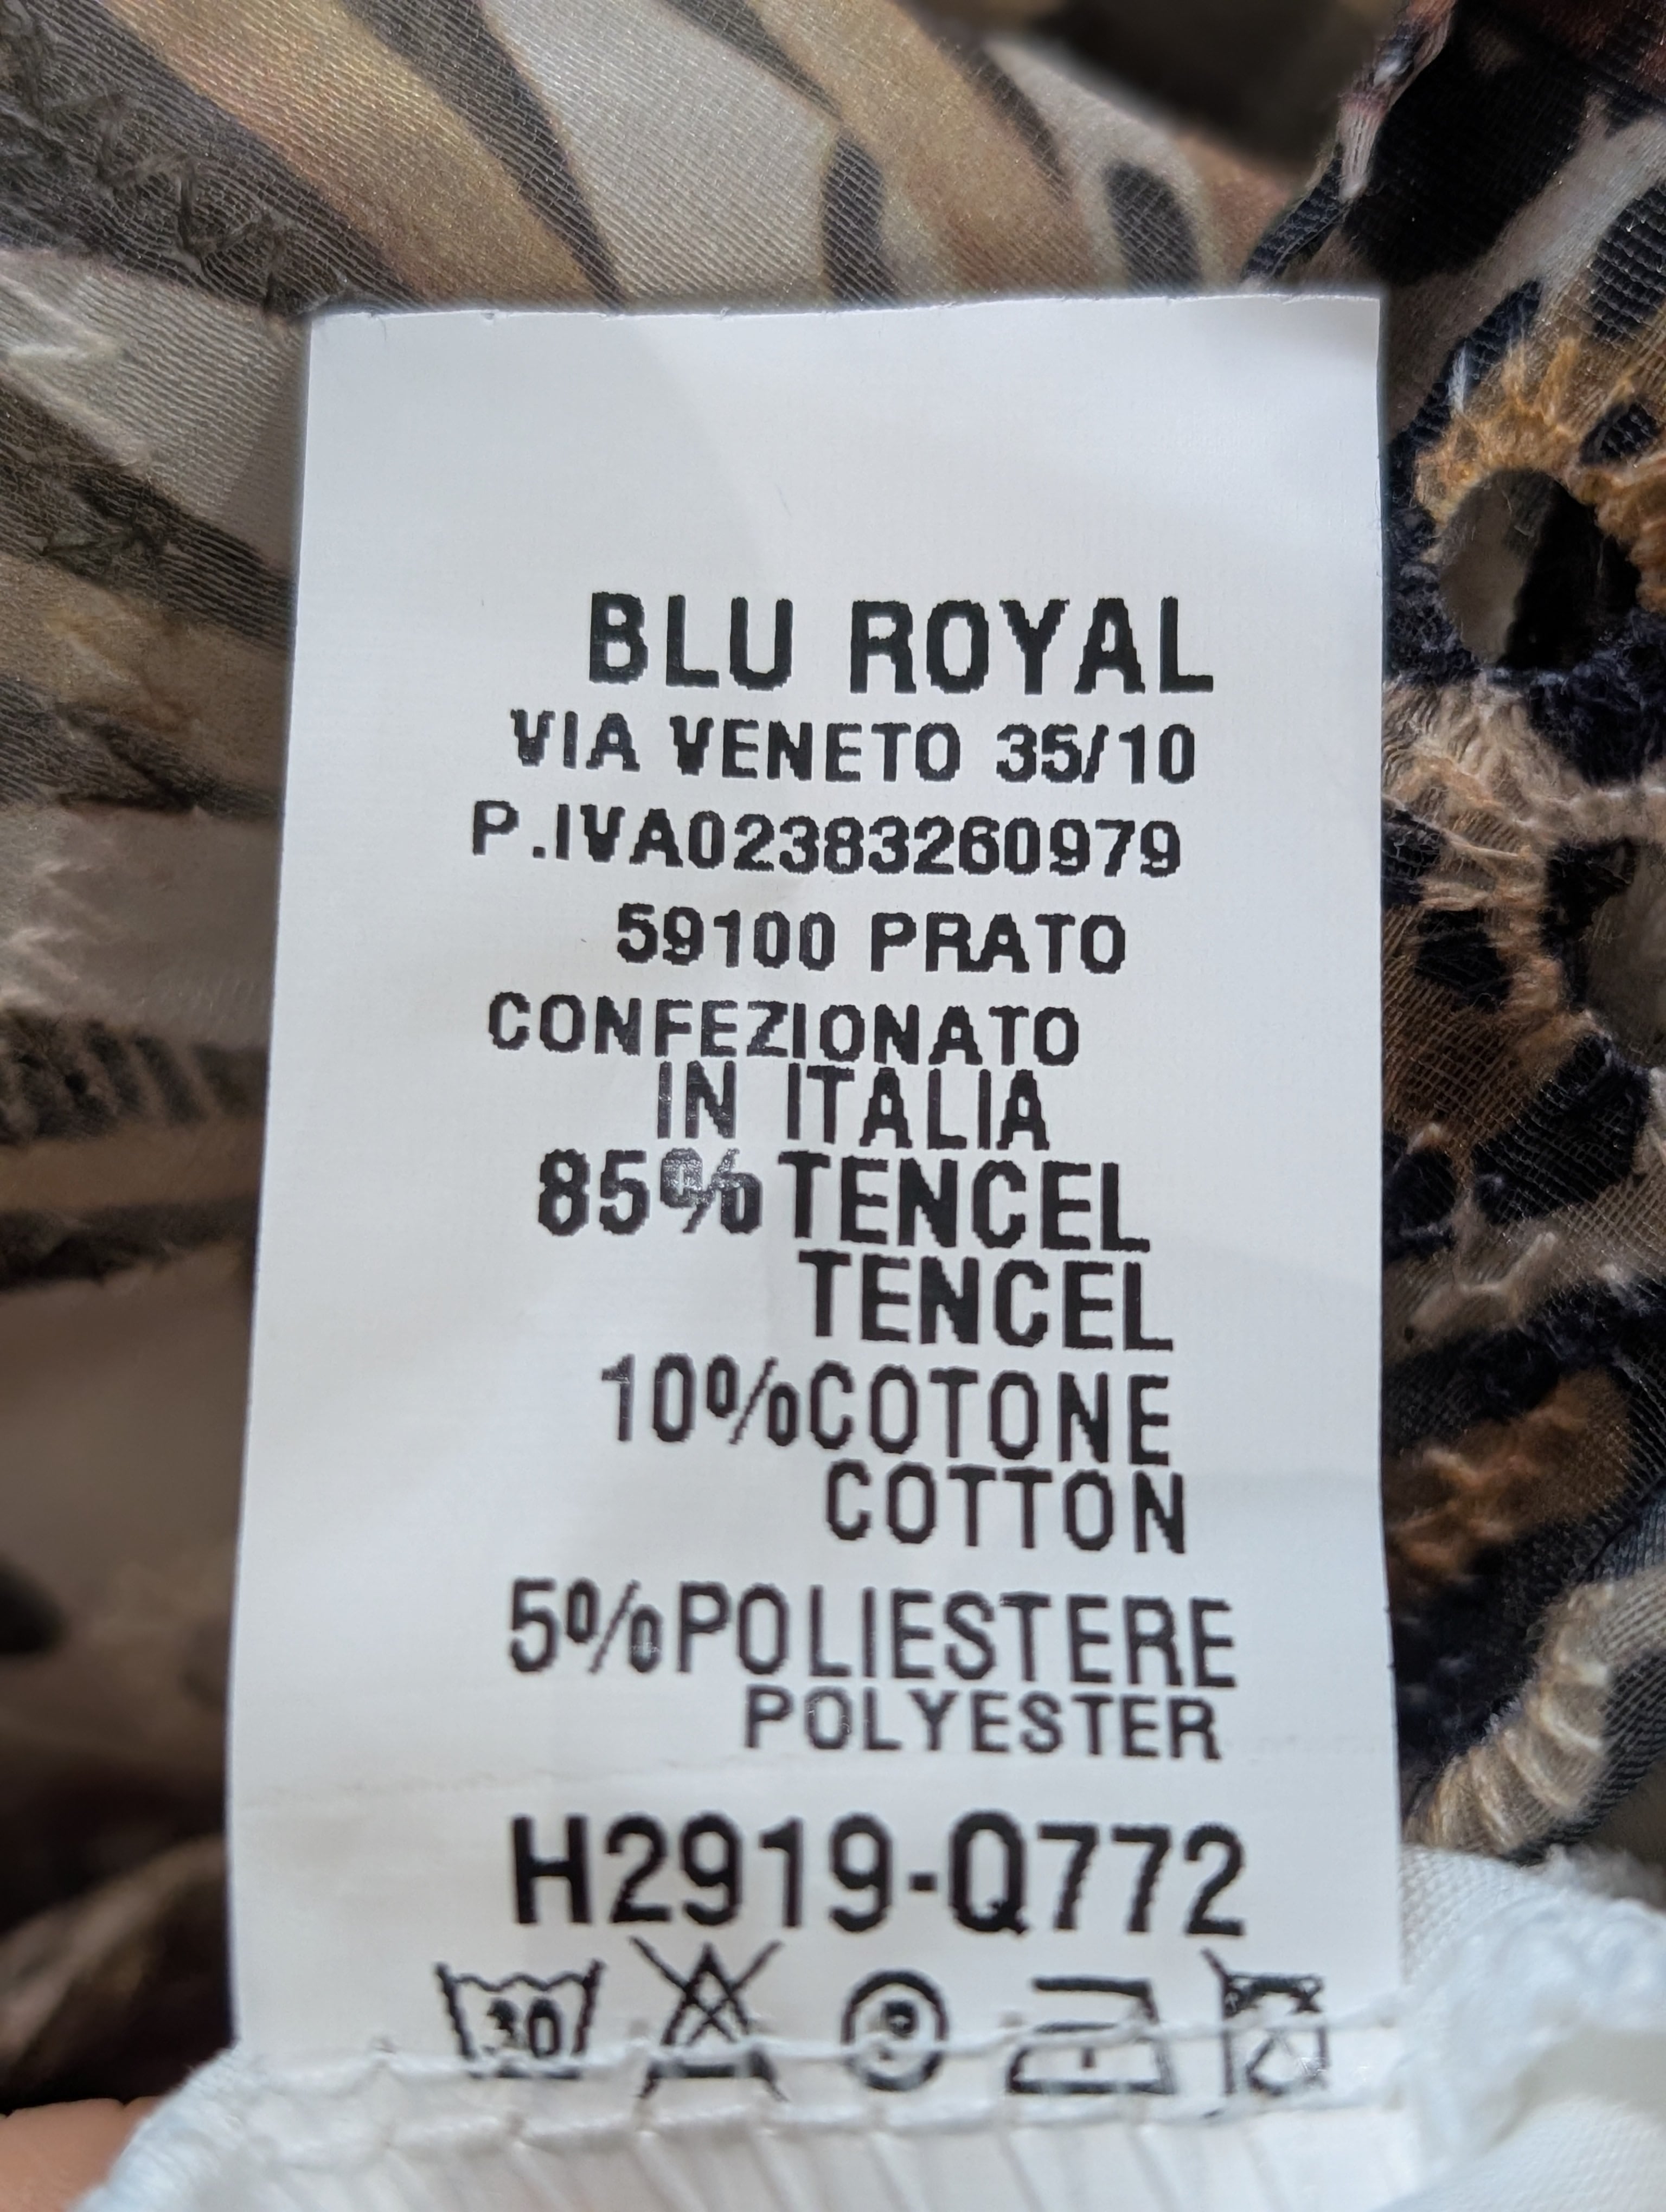 BLU ROYAL
VIA VENETO 35/10
P.IVA02383260979
59100 PRATO
CONFEZIONATO
IN ITALIA
85%TENCEL
TENCEL
10%COTONE
COTTON
5%POLIESTERE
POLYESTER
H2919-Q772
30 P